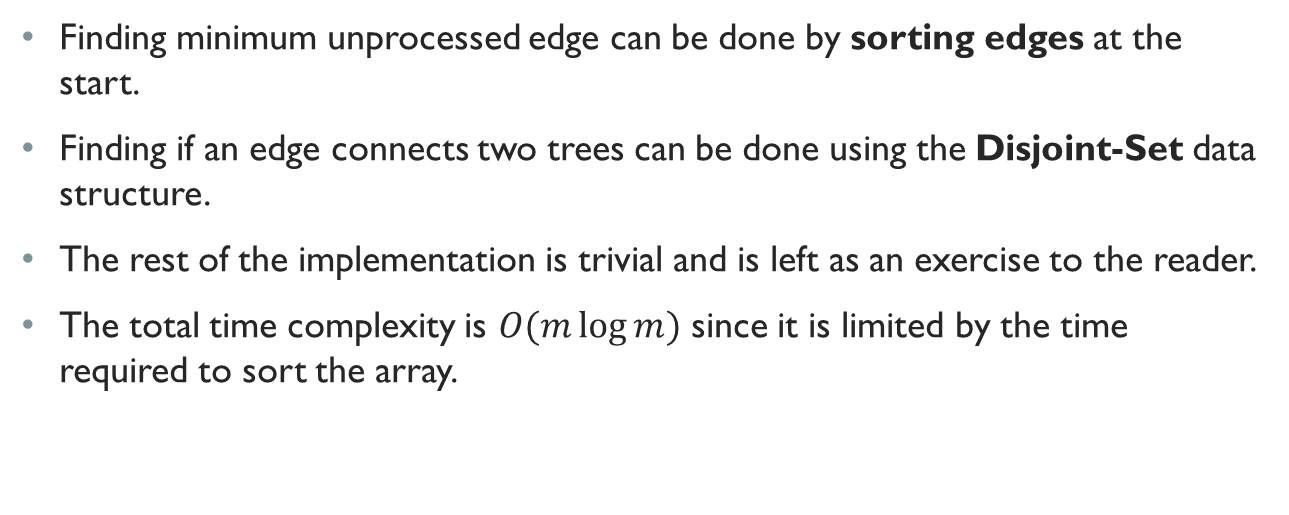 • Finding minimum unprocessed edge can be done by sorting edges at the
start.
• Finding if an edge connects two trees can be done using the Disjoint-Set data
structure.
• The rest of the implementation is trivial and is left as an exercise to the reader.
• The total time complexity is O(m log m) since it is limited by the time
required to sort the array.